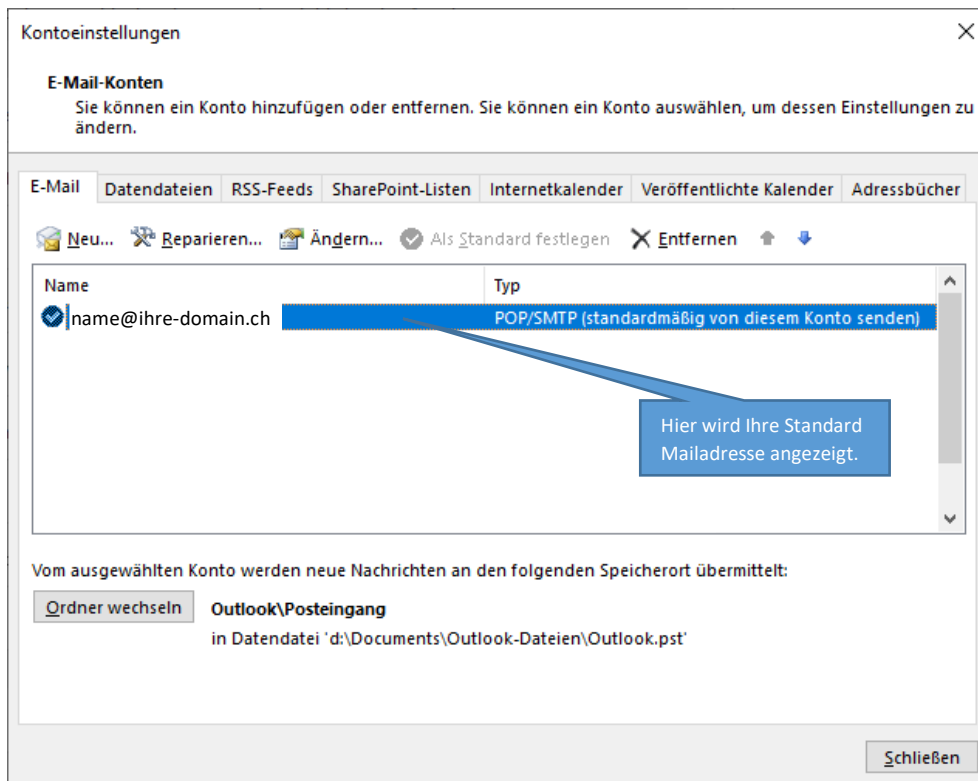 Kontoeinstellungen
E-Mail-Konten
Sie können ein Konto hinzufügen oder entfernen. Sie können ein Konto auswählen, um dessen Einstellungen zu
ändern.
E-Mail Datendateien RSS-Feeds SharePoint-Listen Internetkalender Veröffentlichte Kalender Adressbücher
Neu... Reparieren... Ändern... Als Standard festlegen Entfernen
Name Typ
name@ihre-domain.ch POP/SMTP (standardmäßig von diesem Konto senden)
Hier wird Ihre Standard
Mailadresse angezeigt.
Vom ausgewählten Konto werden neue Nachrichten an den folgenden Speicherort übermittelt:
Ordner wechseln Outlook\Posteingang
in Datendatei 'd:\Documents\Outlook-Dateien\Outlook.pst'
Schließen